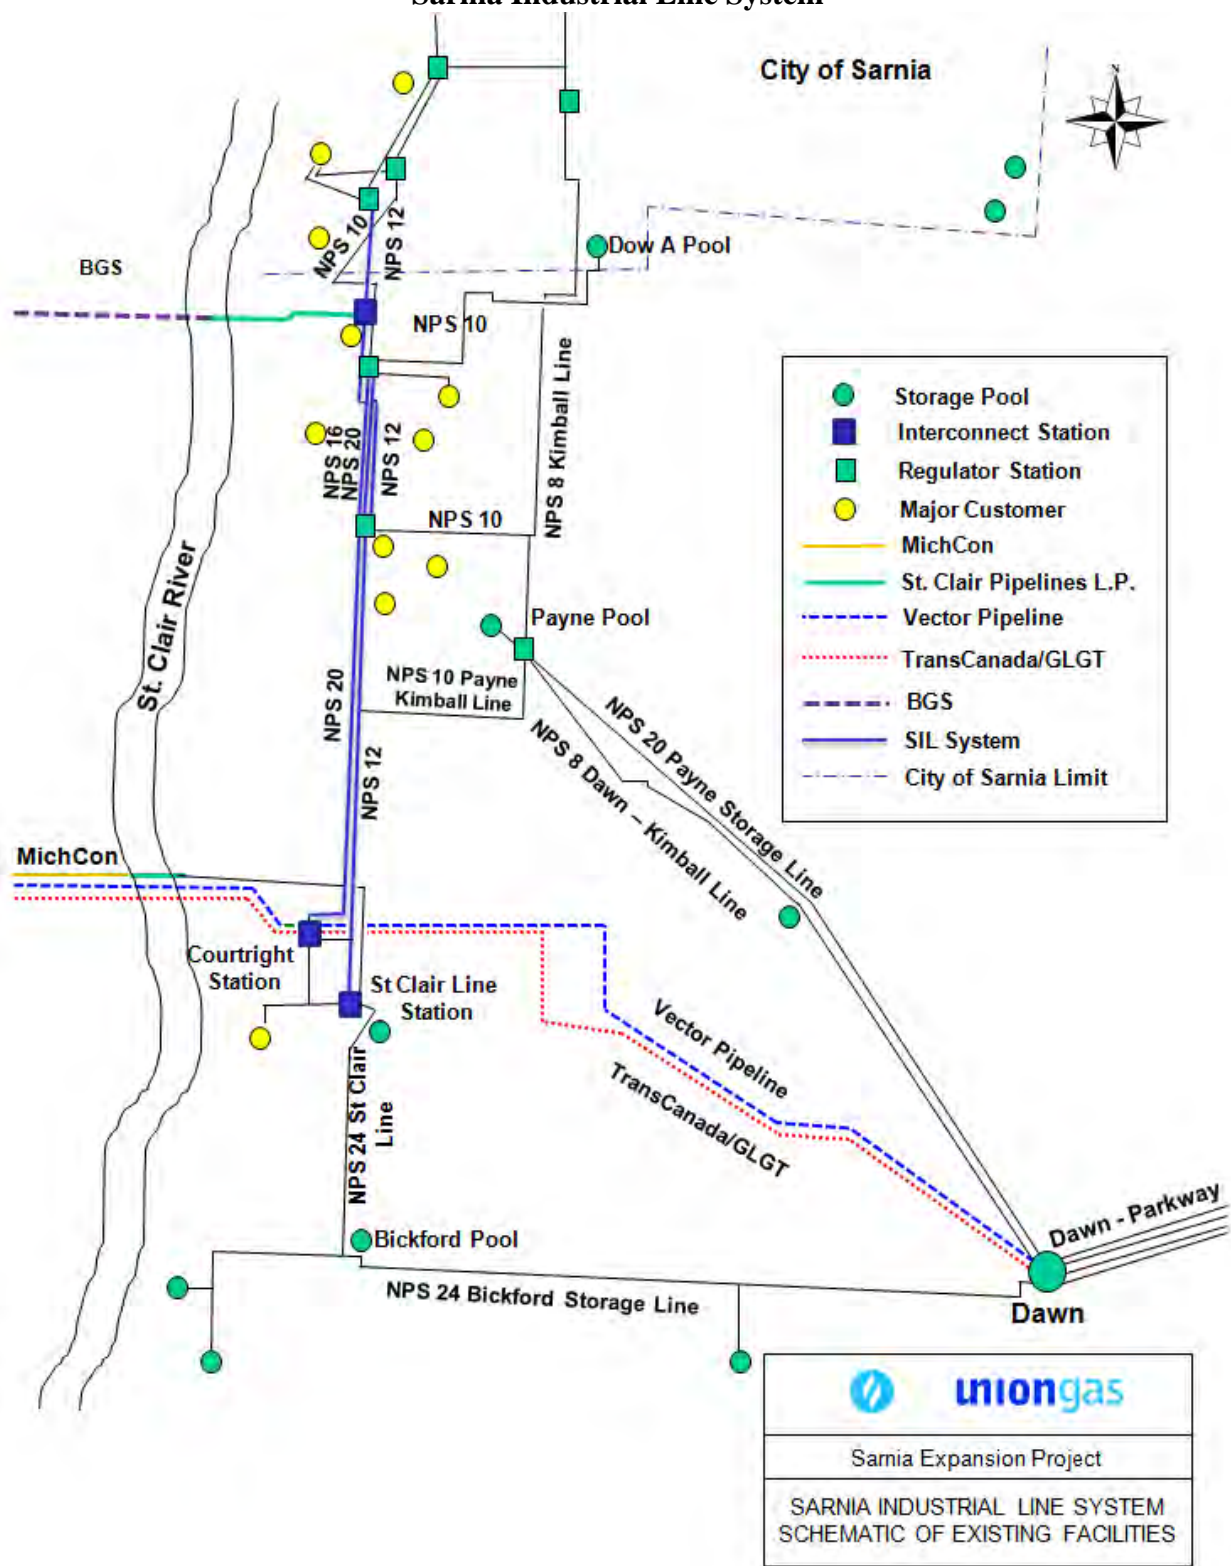 Sarnia Industrial Line System
City of Sarnia
N
NPS 10
NPS 12
Dow A Pool
BGS
NPS 10
NPS 8 Kimball Line
NPS 16
NPS 20
NPS 12
NPS 10
Storage Pool
Interconnect Station
Regulator Station
Major Customer
MichCon
St. Clair Pipelines L.P.
Vector Pipeline
TransCanada/GLGT
BGS
SIL System
City of Sarnia Limit
St. Clair River
Payne Pool
NPS 10 Payne
Kimball Line
NPS 20
NPS 12
NPS 20 Payne Storage Line
NPS 8 Dawn – Kimball Line
MichCon
Courtright
Station
St Clair Line
Station
Vector Pipeline
TransCanada/GLGT
NPS 24 St Clair
Line
Bickford Pool
NPS 24 Bickford Storage Line
Dawn - Parkway
Dawn
uniongas
Sarnia Expansion Project
SARNIA INDUSTRIAL LINE SYSTEM
SCHEMATIC OF EXISTING FACILITIES